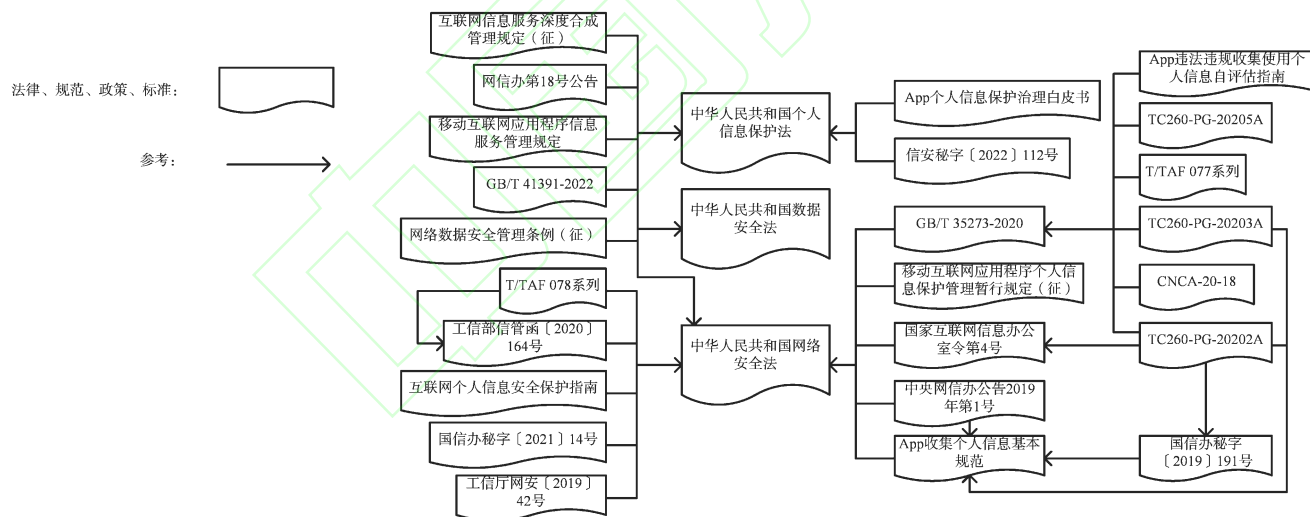 法律、规范、政策、标准：
参考：
互联网信息服务深度合成
管理规定（征）
网信办第18号公告
移动互联网应用程序信息
服务管理规定
GB/T 41391-2022
网络数据安全管理条例（征）
T/TAF 078系列
工信部信管函〔2020〕
164号
互联网个人信息安全保护指南
国信办秘字〔2021〕14号
工信厅网安〔2019〕
42号
中华人民共和国个人
信息保护法
中华人民共和国数据
安全法
中华人民共和国网络
安全法
App个人信息保护治理白皮书
信安秘字〔2022〕112号
GB/T 35273-2020
移动互联网应用程序个人信
息保护管理暂行规定（征）
国家互联网信息办公
室令第4号
中央网信办公告2019
年第1号
App收集个人信息基本
规范
App违法违规收集使用个
人信息自评估指南
TC260-PG-20205A
T/TAF 077系列
TC260-PG-20203A
CNCA-20-18
TC260-PG-20202A
国信办秘字
〔2019〕191号